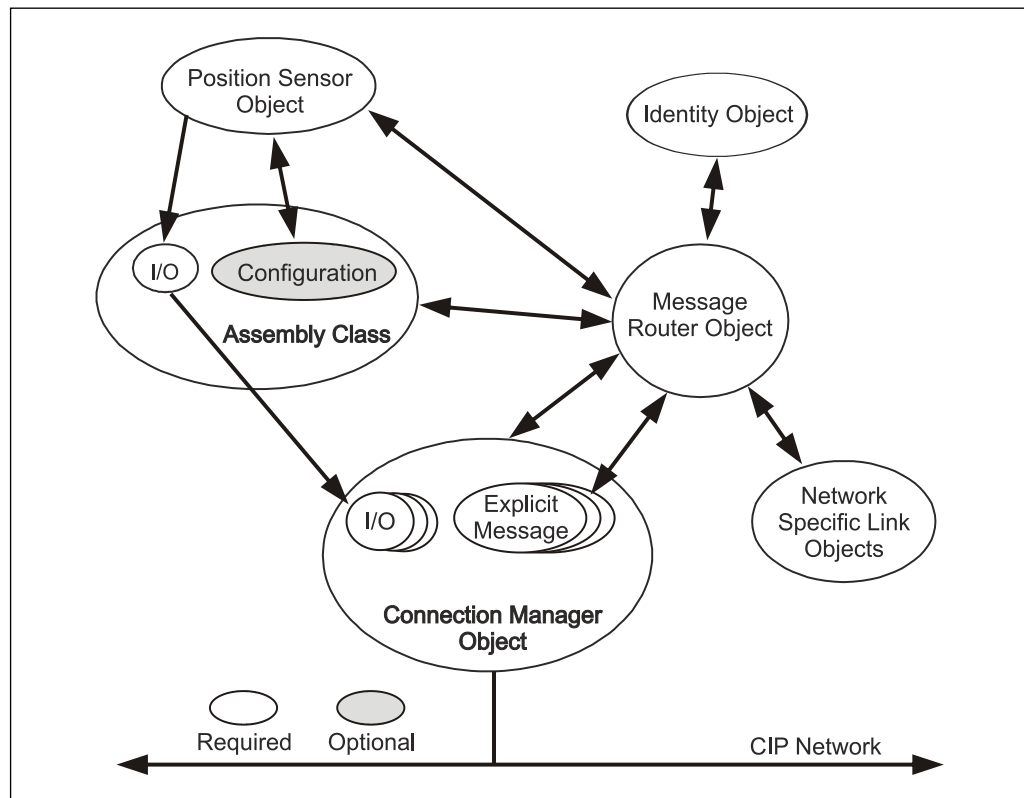 Position Sensor
Object
Identity Object
I/O
Configuration
Assembly Class
Message
Router Object
I/O
Explicit
Message
Network
Specific Link
Objects
Connection Manager
Object
Required
Optional
CIP Network